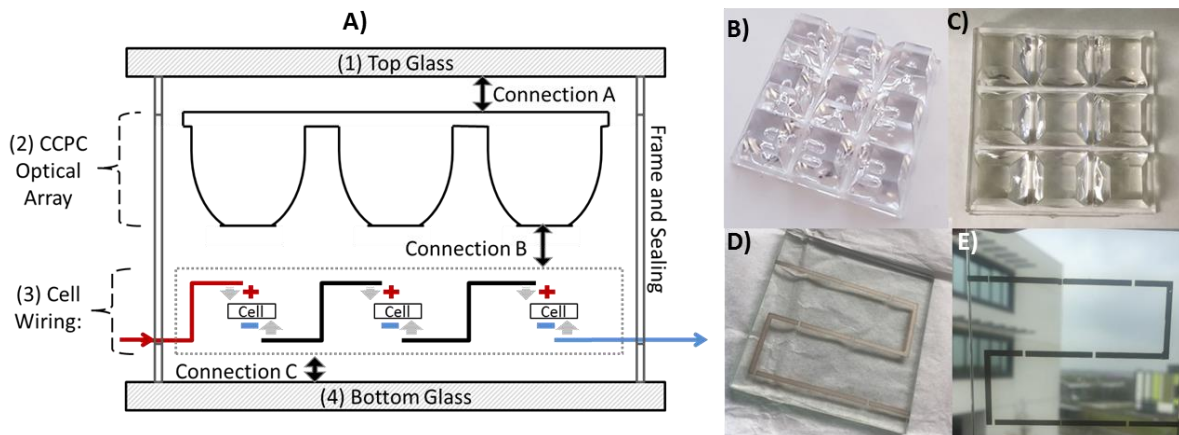 A)
(1) Top Glass
Connection A
(2) CCPC
Optical
Array
Frame and Sealing
Connection B
(3) Cell
Wiring:
+
Cell
+
Cell
+
Cell
Connection C
(4) Bottom Glass
B)
C)
D)
E)